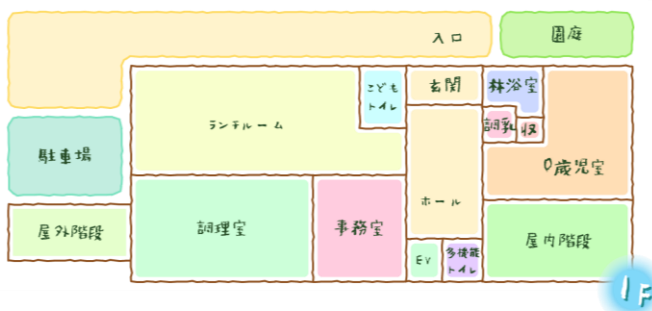 入口
園庭
こども
トイレ
玄関
沐浴室
ランチルーム
調乳
収
駐車場
0歳児室
ホール
屋外階段
調理室
事務室
屋内階段
EV
多機能
トイレ
1F